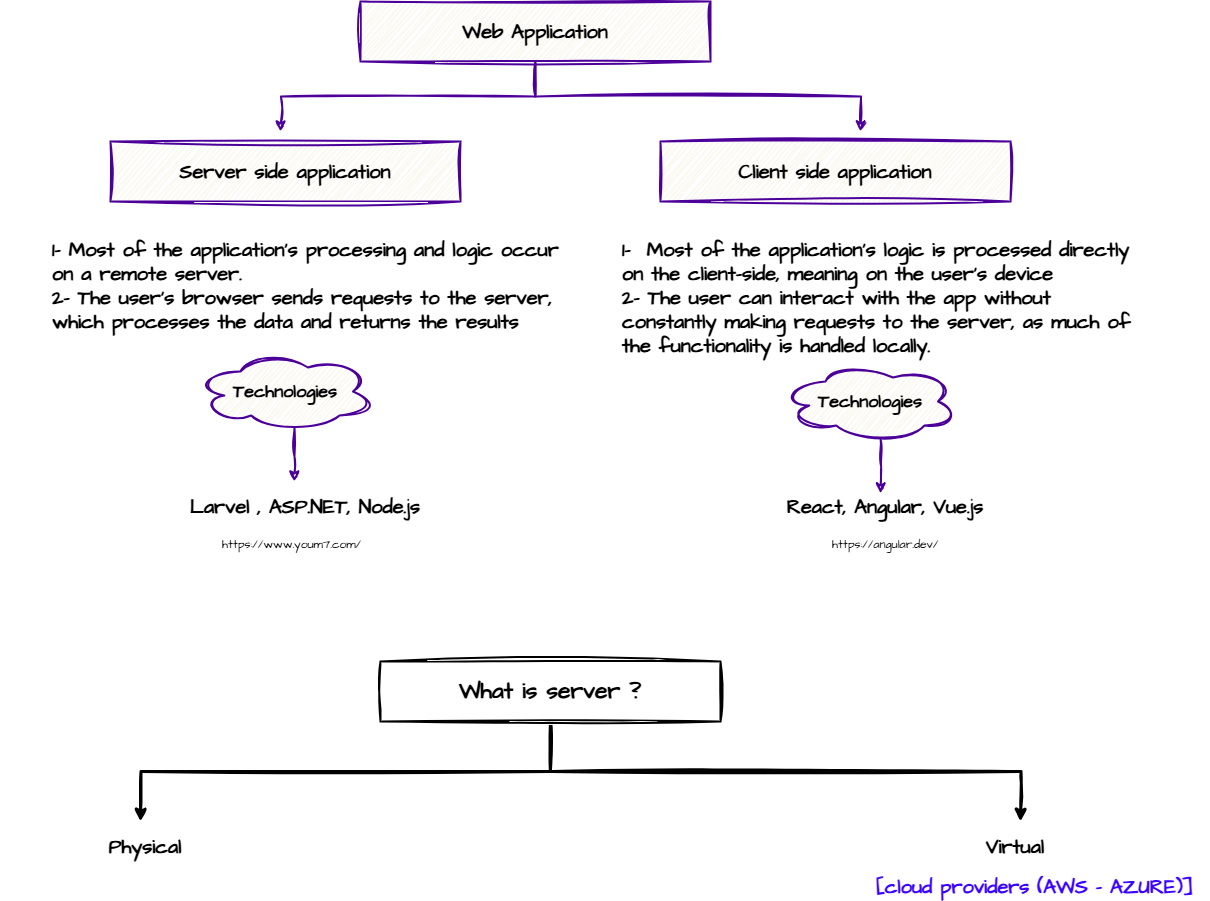 Web Application
Server side application
Client side application
1- Most of the application's processing and logic occur
on a remote server.
2- The user's browser sends requests to the server,
which processes the data and returns the results
1- Most of the application's logic is processed directly
on the client-side, meaning on the user's device
2- The user can interact with the app without
constantly making requests to the server, as much of
the functionality is handled locally.
Technologies
Technologies
Larvel , ASP.NET, Node.js
React, Angular, Vue.js
https://www.youm7.com/
https://angular.dev/
What is server ?
Physical
Virtual
[cloud providers (AWS - AZURE)]